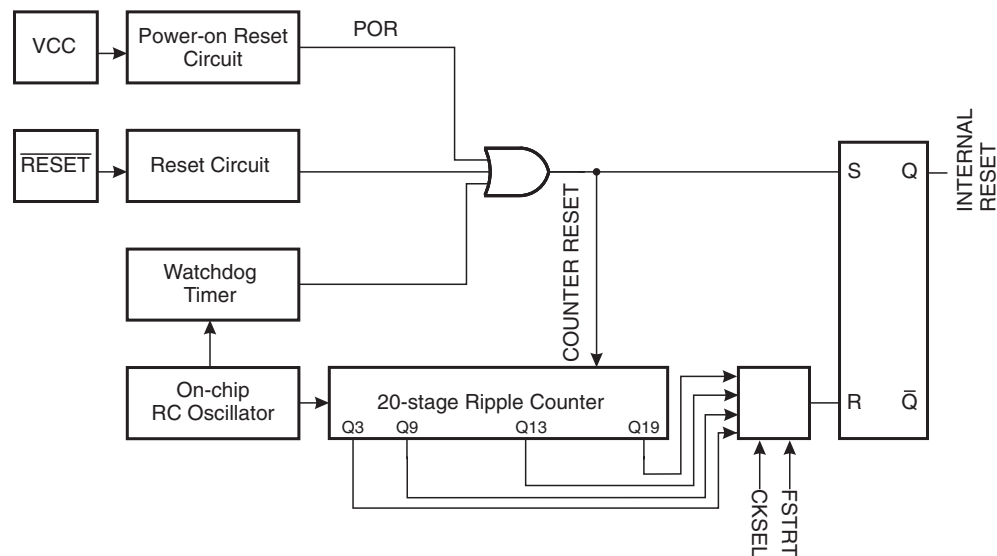 VCC
Power-on Reset
Circuit
POR
RESET
Reset Circuit
S
Q
INTERNAL
RESET
COUNTER RESET
Watchdog
Timer
On-chip
RC Oscillator
20-stage Ripple Counter
Q3
Q9
Q13
Q19
R
Q̅
CKSEL
FSTRT